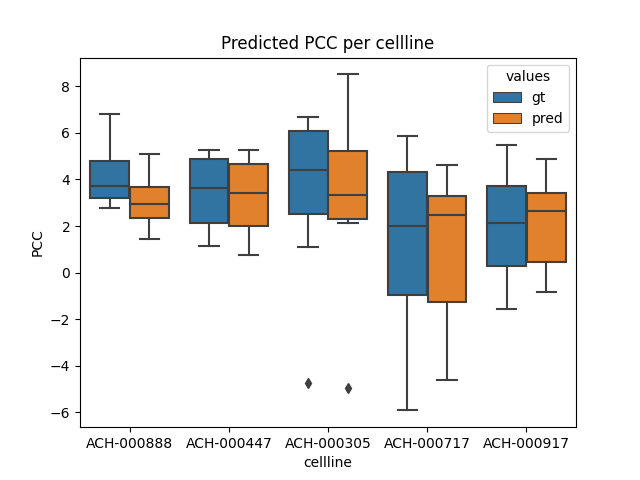 Predicted PCC per cellline
values
gt
pred
8
6
4
2
0
−2
−4
−6
PCC
ACH-000888 ACH-000447 ACH-000305 ACH-000717 ACH-000917
cellline